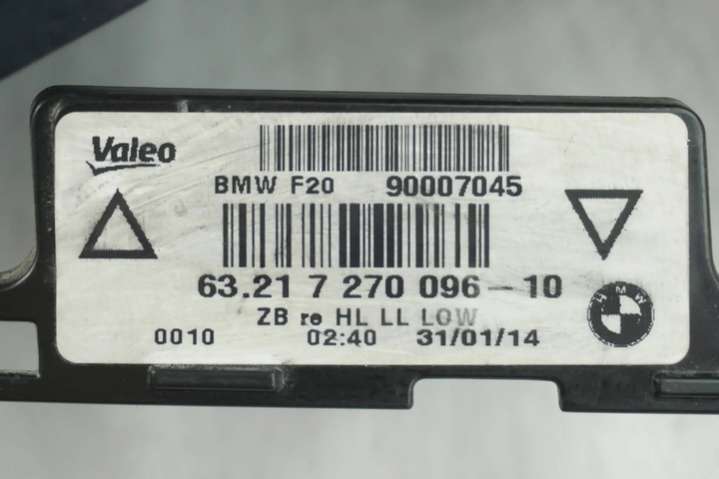 Valeo
BMW F20 90007045
63.21 7 270 096-10
ZB re HL LL LOW
0010 02:40 31/01/14
BMW